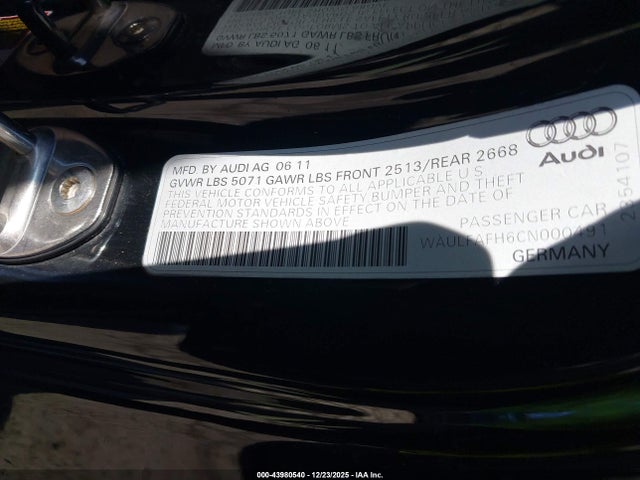 MFD. BY AUDI AG 06.11
GVWR LBS 5071 GAWR LBS FRONT 2513/REAR 2668
THIS VEHICLE CONFORMS TO ALL APPLICABLE U S
FEDERAL MOTOR VEHICLE SAFETY BUMPER AND THEFT
PREVENTION STANDARDS IN EFFECT ON THE DATE OF
MANUFACTURE SHOWN ABOVE.
Audi
PASSENGER CAR
WAULFAFH6CN000491
GERMANY
000-43980540 - 12/23/2025 - IAA Inc.